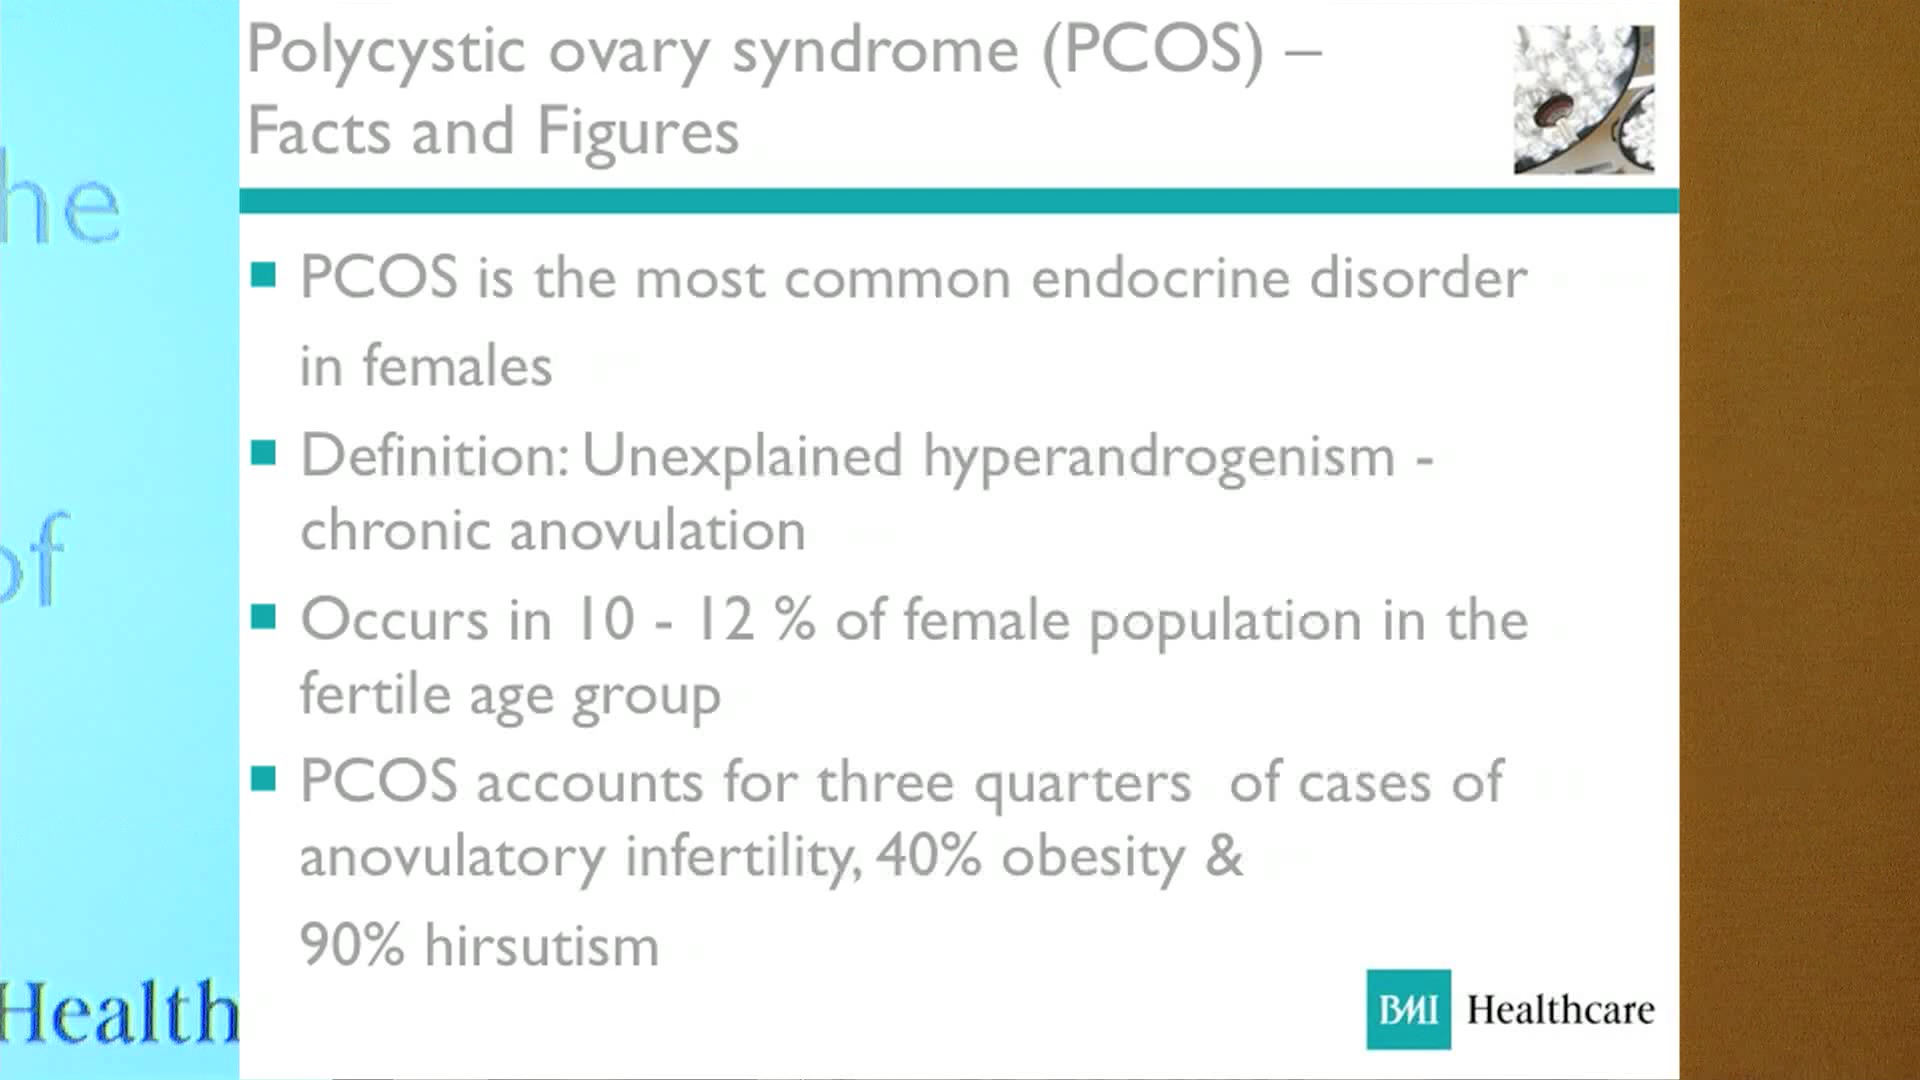 Polycystic ovary syndrome (PCOS) –
Facts and Figures
PCOS is the most common endocrine disorder
in females
Definition: Unexplained hyperandrogenism -
chronic anovulation
Occurs in 10 - 12 % of female population in the
fertile age group
PCOS accounts for three quarters  of cases of
anovulatory infertility, 40% obesity &
90% hirsutism
BMI Healthcare
he
of
Health